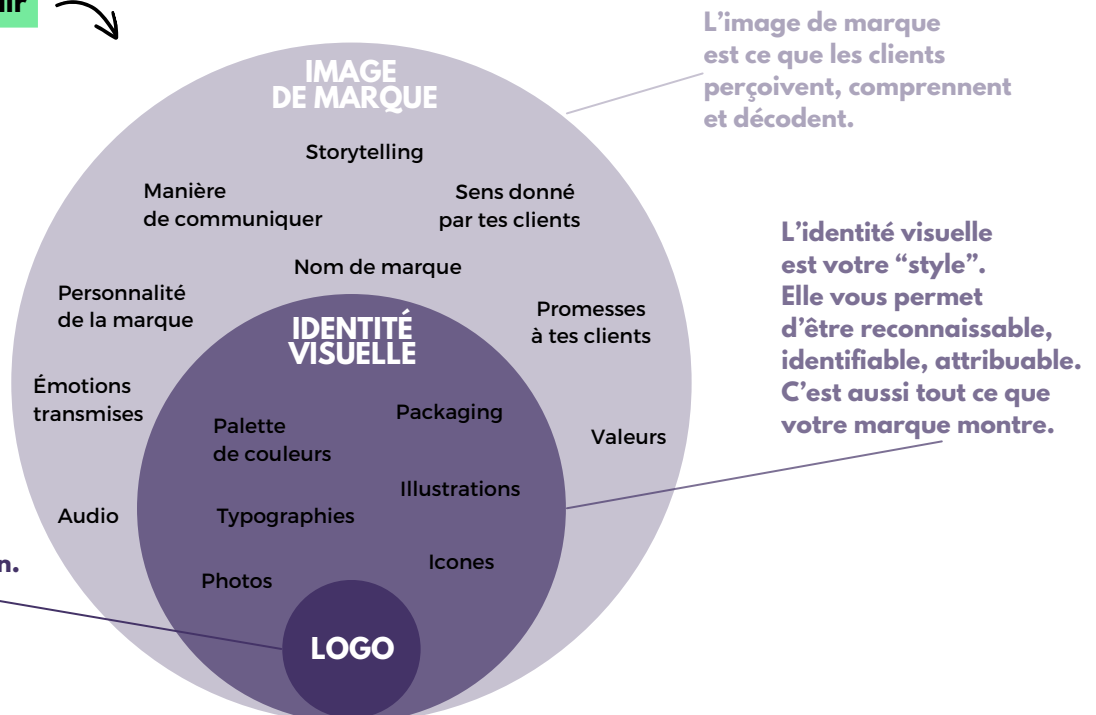 IMAGE
DE MARQUE
L'image de marque
est ce que les clients
perçoivent, comprennent
et décodent.
Storytelling
Manière
de communiquer
Sens donné
par tes clients
Nom de marque
Personnalité
de la marque
Promesses
à tes clients
L'identité visuelle
est votre “style”.
Elle vous permet
d'être reconnaissable,
identifiable, attribuable.
C'est aussi tout ce que
votre marque montre.
IDENTITÉ
VISUELLE
Émotions
transmises
Palette
de couleurs
Packaging
Valeurs
Illustrations
Audio
Typographies
Icones
Photos
LOGO